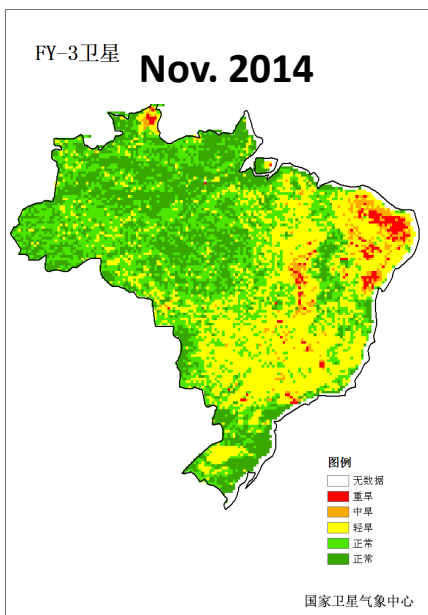 FY-3卫星
Nov. 2014
图例
无数据
重旱
中旱
轻旱
正常
正常
国家卫星气象中心